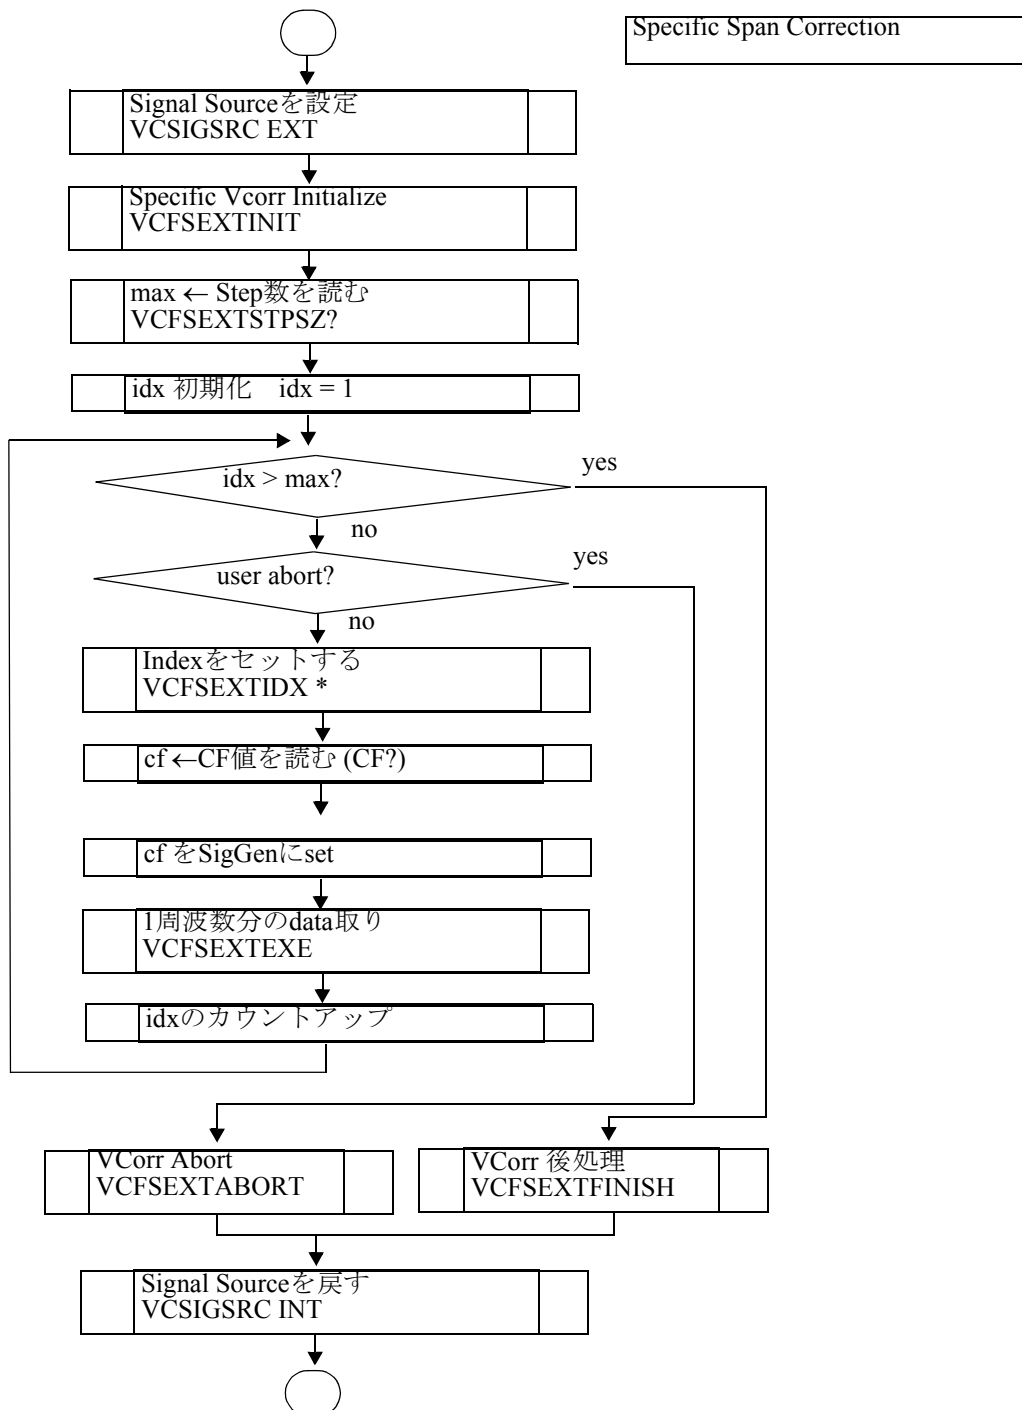 Specific Span Correction
Signal Sourceを設定
VCSIGSRC EXT
Specific Vcorr Initialize
VCFSEXTINIT
max ← Step数を読む
VCFSEXTSTPSZ?
idx 初期化　idx = 1
idx > max?
yes
no
user abort?
yes
no
Indexをセットする
VCFSEXTIDX *
cf ←CF値を読む (CF?)
cf をSigGenにset
1周波数分のdata取り
VCFSEXTEXE
idxのカウントアップ
VCorr Abort
VCFSEXTABORT
VCorr 後処理
VCFSEXTFINISH
Signal Sourceを戻す
VCSIGSRC INT